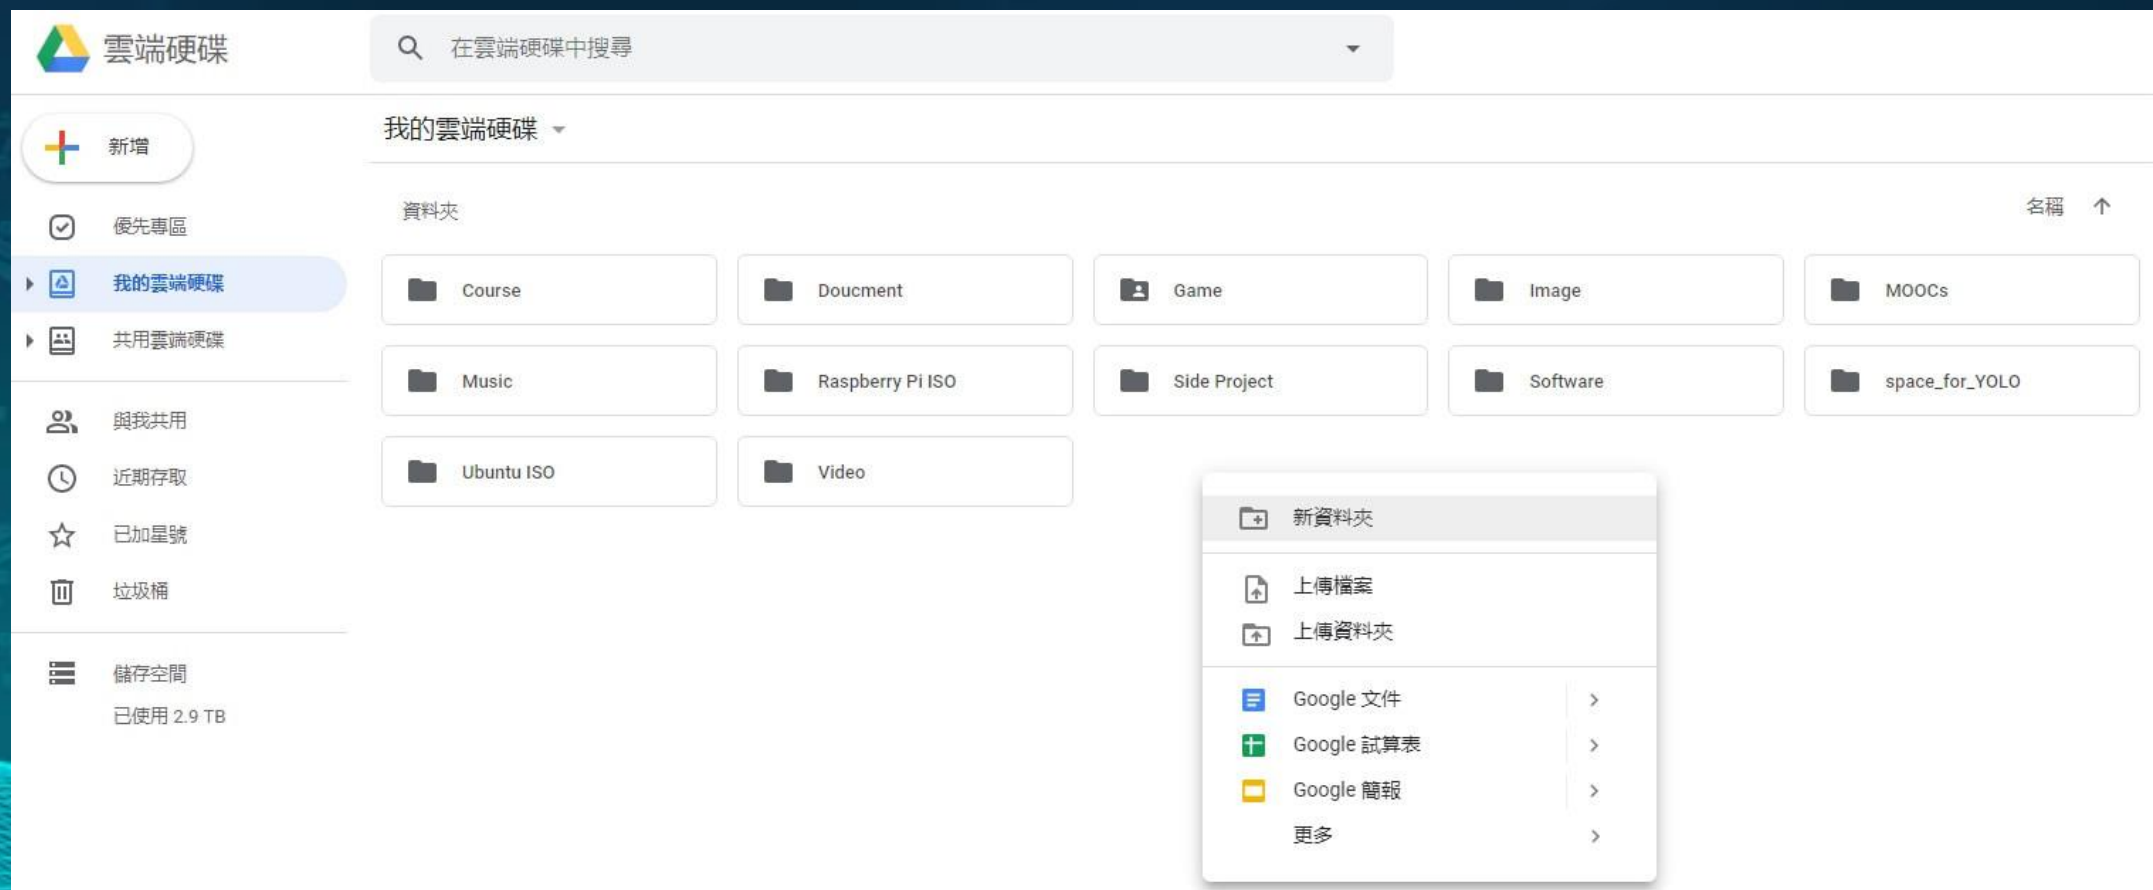 雲端硬碟
在雲端硬碟中搜尋
新增
優先專區
我的雲端硬碟
共用雲端硬碟
與我共用
近期存取
已加星號
垃圾桶
儲存空間
已使用 2.9 TB
我的雲端硬碟
資料夾
名稱
Course
Doucment
Game
Image
MOOCs
Music
Raspberry Pi ISO
Side Project
Software
space_for_YOLO
Ubuntu ISO
Video
新資料夾
上傳檔案
上傳資料夾
Google 文件
Google 試算表
Google 簡報
更多